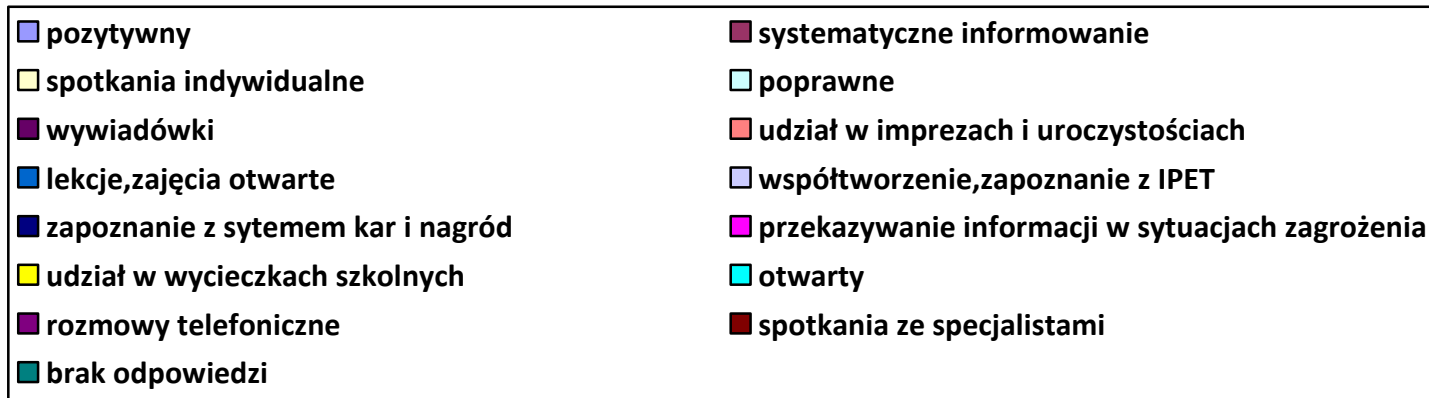 pozytywny
systematyczne informowanie
spotkania indywidualne
poprawne
wywiadówki
udział w imprezach i uroczystościach
lekcje,zajęcia otwarte
współtworzenie,zapoznanie z IPET
zapoznanie z sytemem kar i nagród
przekazywanie informacji w sytuacjach zagrożenia
udział w wycieczkach szkolnych
otwarty
rozmowy telefoniczne
spotkania ze specjalistami
brak odpowiedzi